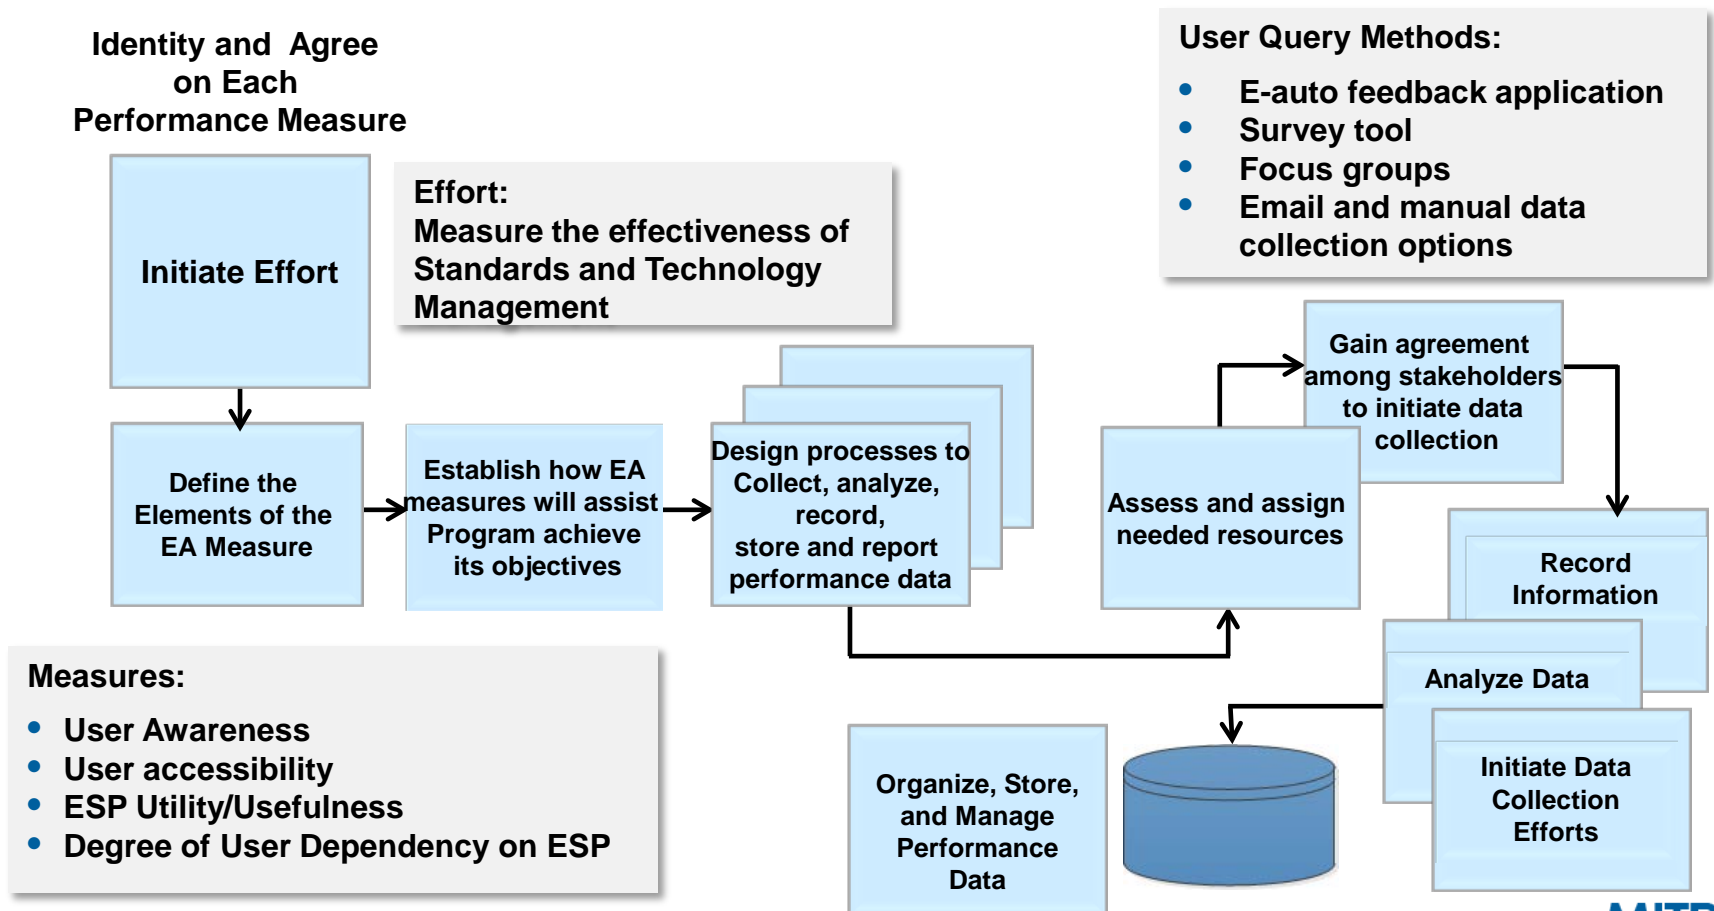 Identity and Agree
on Each
Performance Measure
Initiate Effort
Effort:
Measure the effectiveness of
Standards and Technology
Management
User Query Methods:
• E-auto feedback application
• Survey tool
• Focus groups
• Email and manual data
collection options
Define the
Elements of the
EA Measure
Establish how EA
measures will assist
Program achieve
its objectives
Design processes to
Collect, analyze,
record,
store and report
performance data
Assess and assign
needed resources
Gain agreement
among stakeholders
to initiate data
collection
Record
Information
Analyze Data
Initiate Data
Collection
Efforts
Organize, Store,
and Manage
Performance
Data
Measures:
• User Awareness
• User accessibility
• ESP Utility/Usefulness
• Degree of User Dependency on ESP